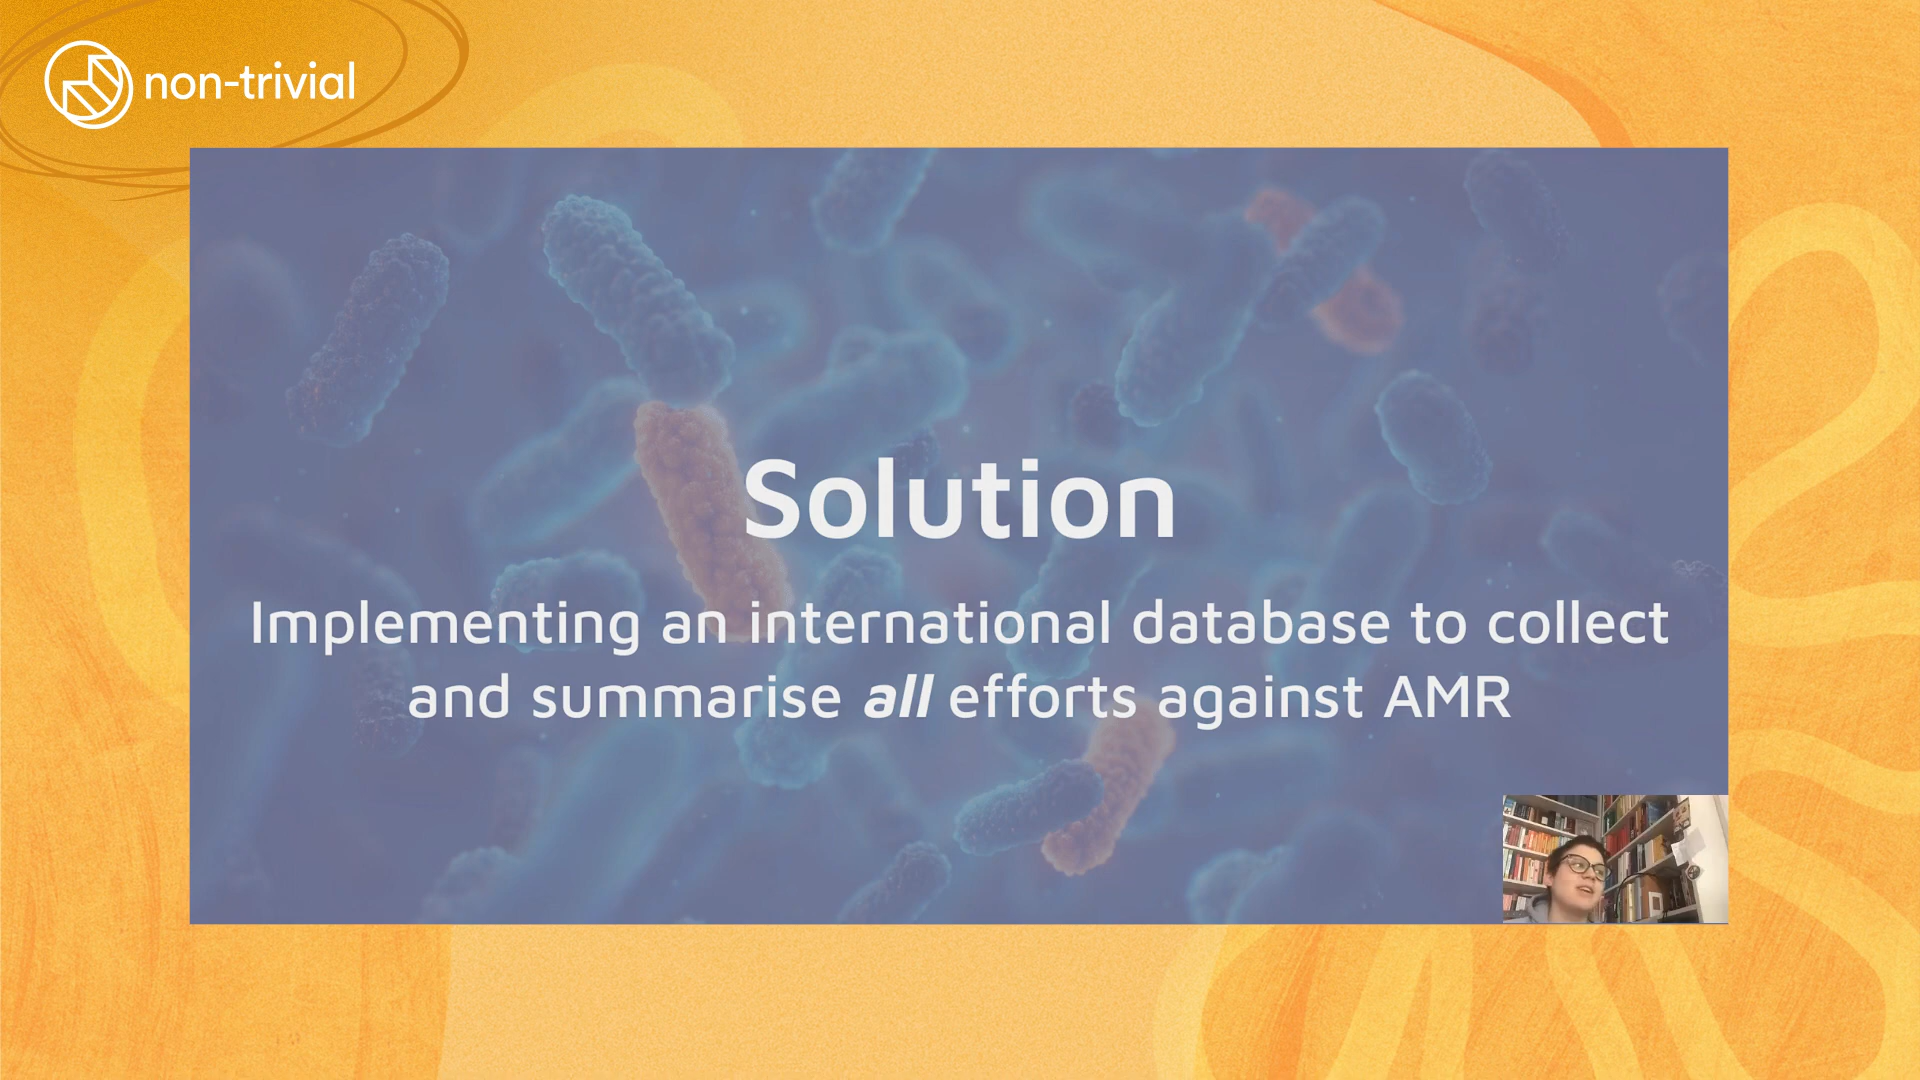 non-trivial
Solution
Implementing an international database to collect
and summarise all efforts against AMR